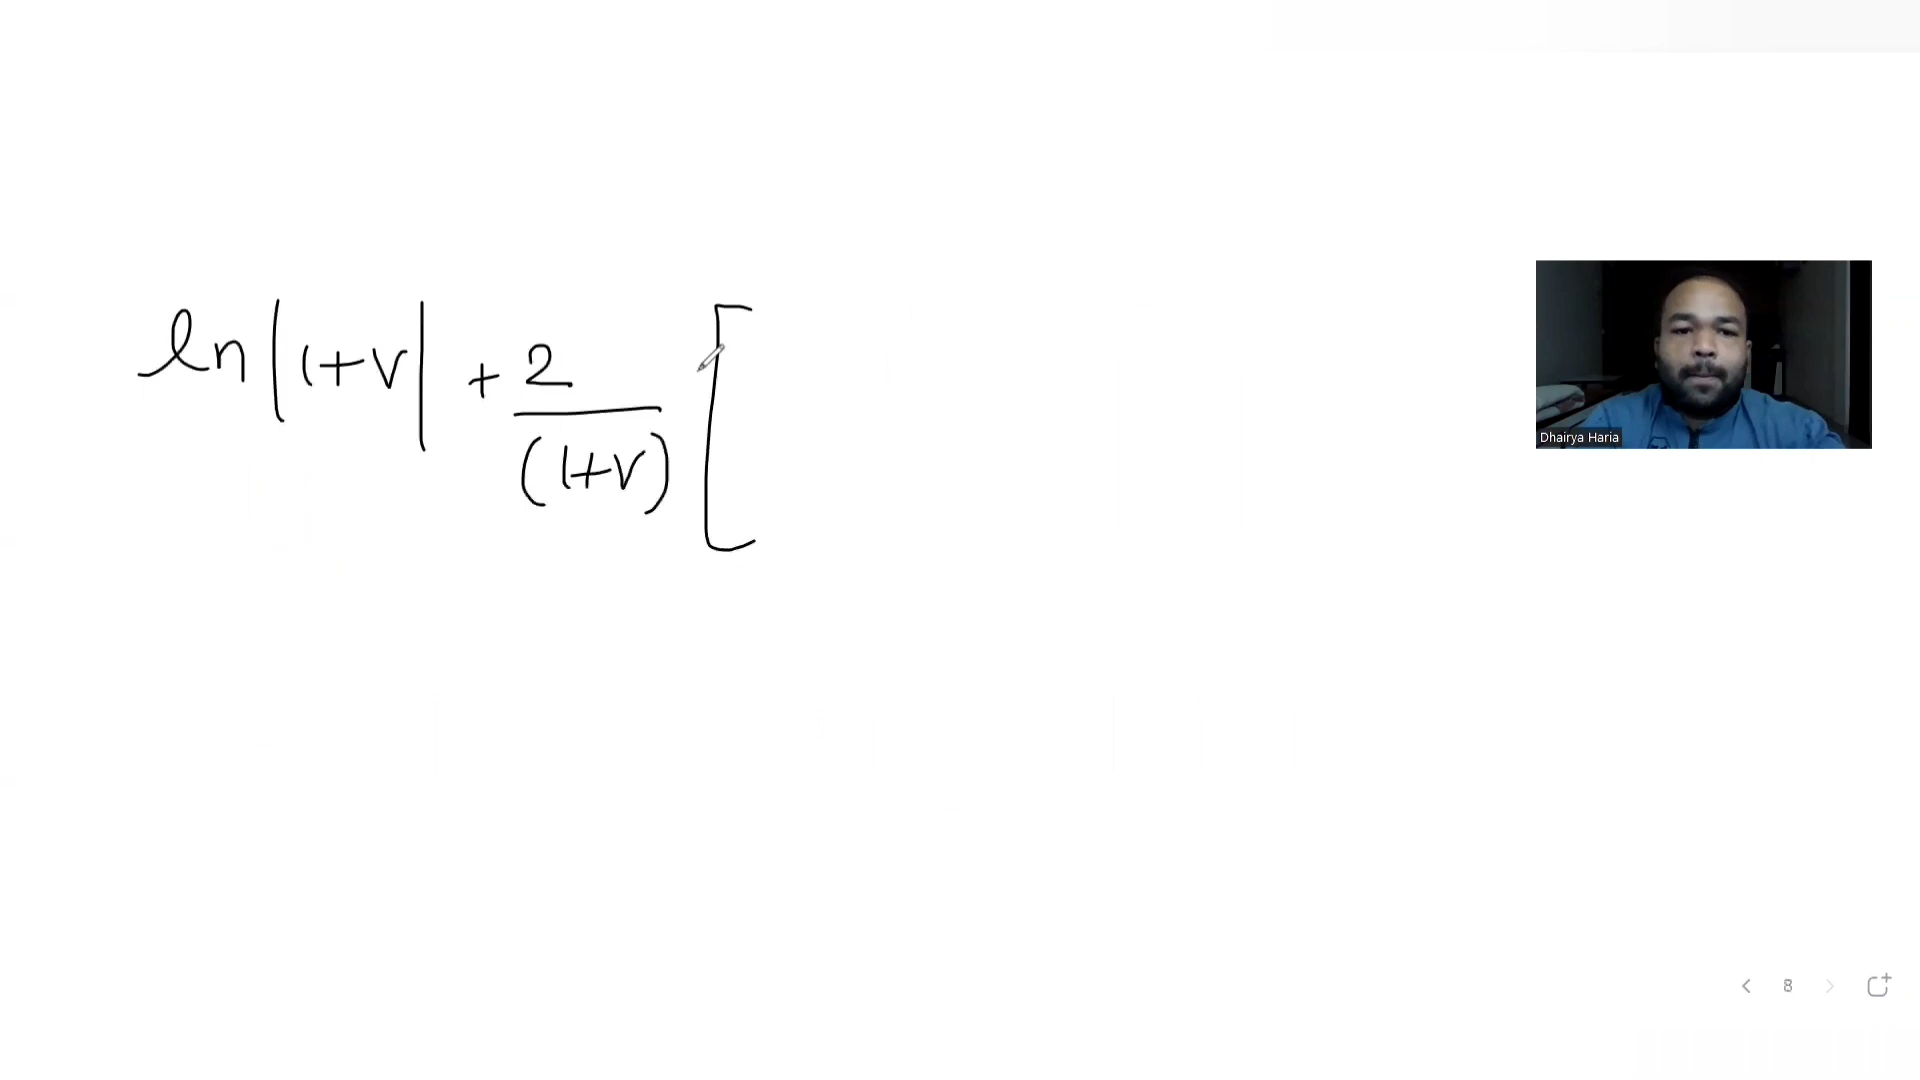 ln|1+v| + 2/(1+v) [
Dhairya Haria
8